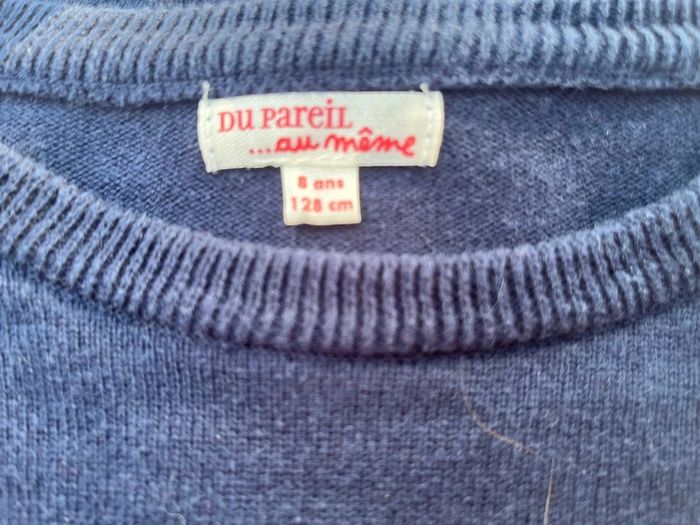 DU PAREIL
...au même
8 ans
128 cm